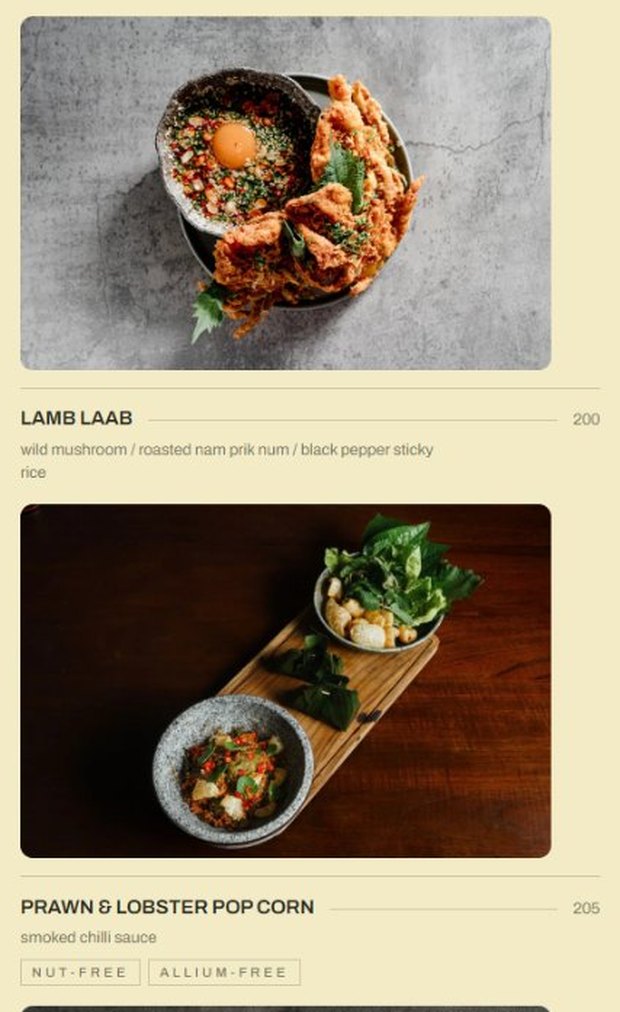 LAMB LAAB 200
wild mushroom / roasted nam prik num / black pepper sticky
rice
PRAWN & LOBSTER POP CORN 205
smoked chilli sauce
NUT-FREE ALLIUM-FREE